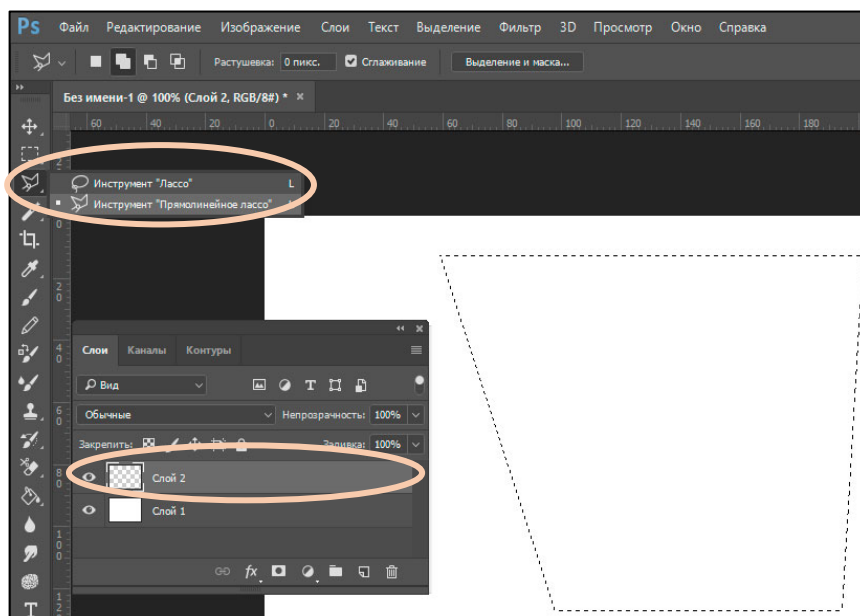 Ps Файл Редактирование Изображение Слои Текст Выделение Фильтр 3D Просмотр Окно Справка
Растушевка: 0 пикс. Сглаживание Выделение и маска...
Без имени-1 @ 100% (Слой 2, RGB/8#) * ×
60 40 20 0 20 40 60 80 100 120 140 160 180
Инструмент "Лассо" L
Инструмент "Прямолинейное лассо"
Слои Каналы Контуры
Вид
Обычные Непрозрачность: 100%
Закрепить: Заливка: 100%
Слой 2
Слой 1
fx
T